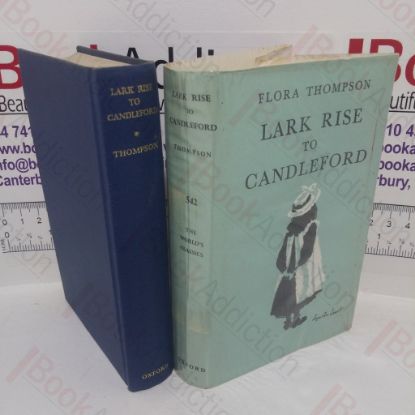 LARK RISE
TO
CANDLEFORD
THOMPSON
OXFORD
LARK RISE
TO
CANDLEFORD
THOMPSON
542
THE
WORLD'S
CLASSICS
OXFORD
FLORA THOMPSON
LARK RISE
TO
CANDLEFORD
BookAddiction